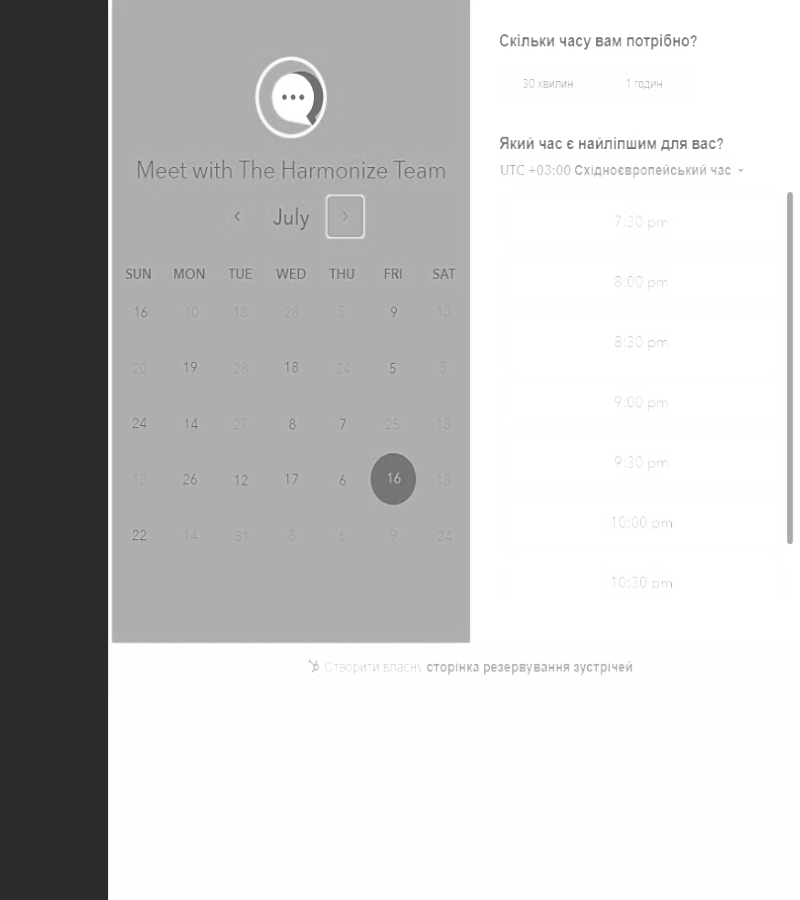 Meet with The Harmonize Team
July
SUN MON TUE WED THU FRI SAT
16 10 18 28 5 9 13
20 19 26 18 24 5 5
24 14 27 8 7 25 18
13 26 12 17 6 16 18
22 14 31 8 6 9 24
Скільки часу вам потрібно?
30 хвилин 1 годин
Який час є найліпшим для вас?
UTC +03:00 Східноєвропейський час
7:30 pm
8:00 pm
8:30 pm
9:00 pm
9:30 pm
10:00 pm
10:30 pm
Створити власну сторінка резервування зустрічей